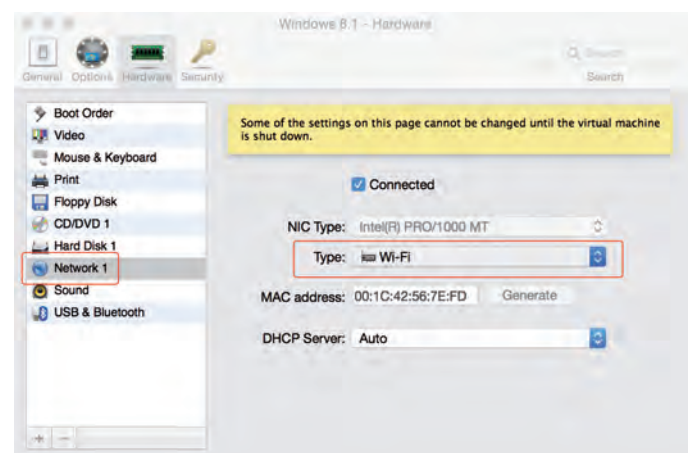 Windows 8.1 - Hardware
General Options Hardware Security
Search
Search
Boot Order
Video
Mouse & Keyboard
Print
Floppy Disk
CD/DVD 1
Hard Disk 1
Network 1
Sound
USB & Bluetooth
+ −
Some of the settings on this page cannot be changed until the virtual machine
is shut down.
Connected
NIC Type: Intel(R) PRO/1000 MT
Type: Wi-Fi
MAC address: 00:1C:42:56:7E:FD Generate
DHCP Server: Auto